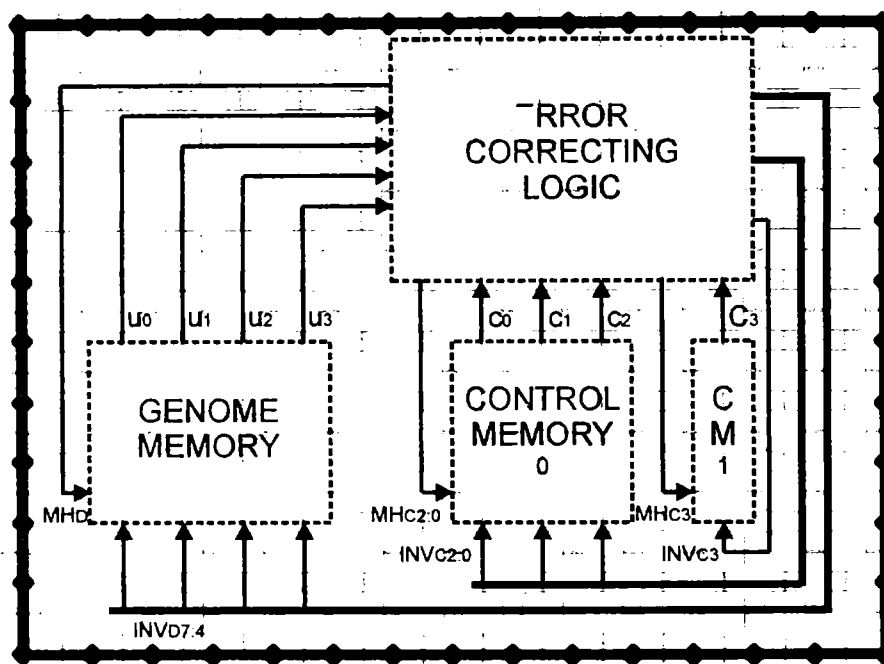 RROR
CORRECTING
LOGIC
u0 u1 u2 u3
c0 c1 c2
C3
GENOME
MEMORY
CONTROL
MEMORY
0
C
M
1
MHD
MHC2:0
MHC3
INVC2:0
INVC3
INVD7:4